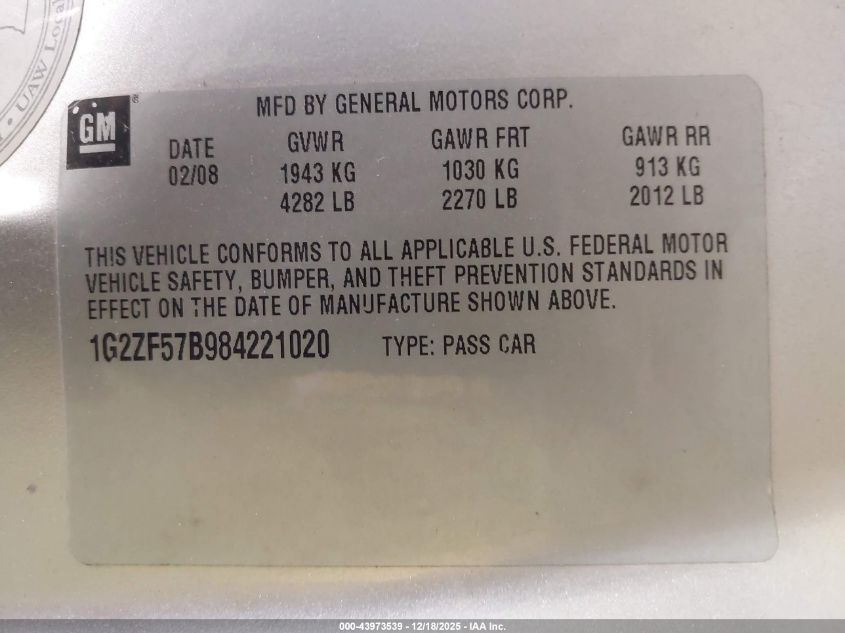 UAW Local
GM
MFD BY GENERAL MOTORS CORP.
DATE GVWR GAWR FRT GAWR RR
02/08 1943 KG 1030 KG 913 KG
4282 LB 2270 LB 2012 LB
THIS VEHICLE CONFORMS TO ALL APPLICABLE U.S. FEDERAL MOTOR
VEHICLE SAFETY, BUMPER, AND THEFT PREVENTION STANDARDS IN
EFFECT ON THE DATE OF MANUFACTURE SHOWN ABOVE.
1G2ZF57B984221020 TYPE: PASS CAR
000-43973539 - 12/18/2025 - IAA Inc.